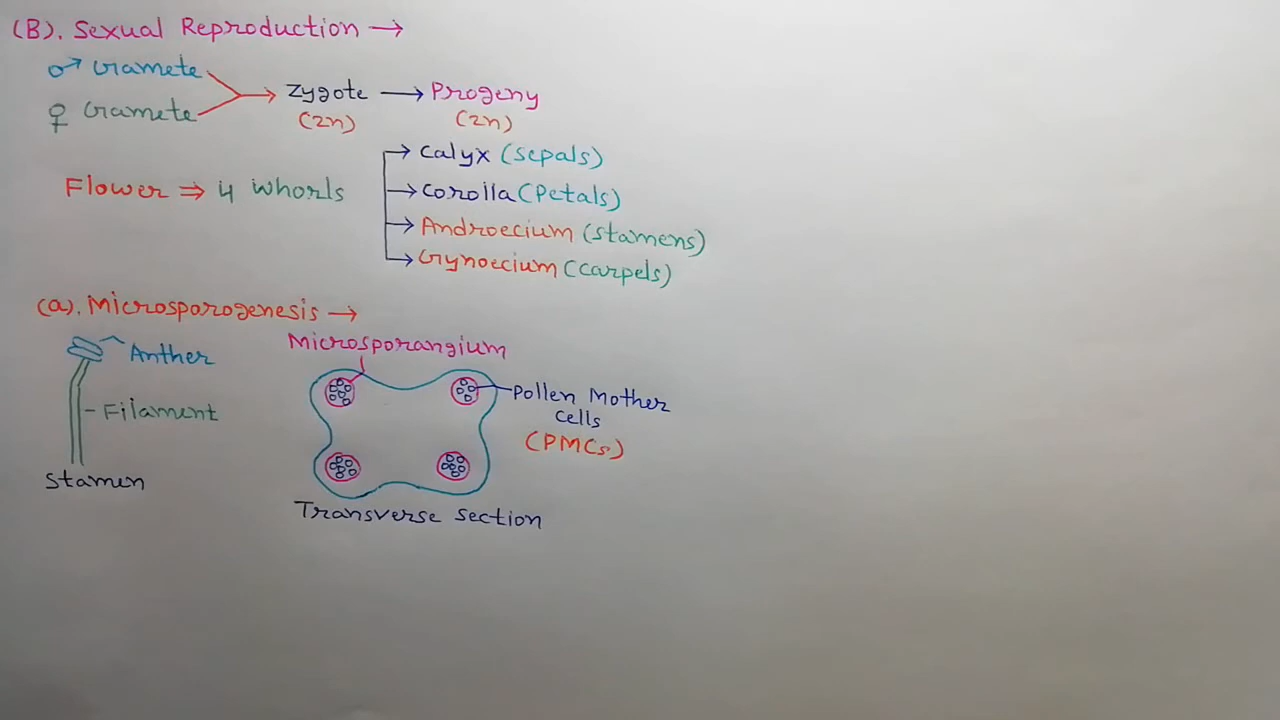 (B). Sexual Reproduction →
♂ Gamete
♀ Gamete
Zygote → Progeny
(2n) (2n)
Flower ⇒ 4 Whorls
→ Calyx (Sepals)
→ Corolla (Petals)
→ Androecium (Stamens)
→ Gynoecium (Carpels)
(a). Microsporogenesis →
Anther
Filament
Stamen
Microsporangium
Pollen Mother
Cells
(PMCs)
Transverse Section